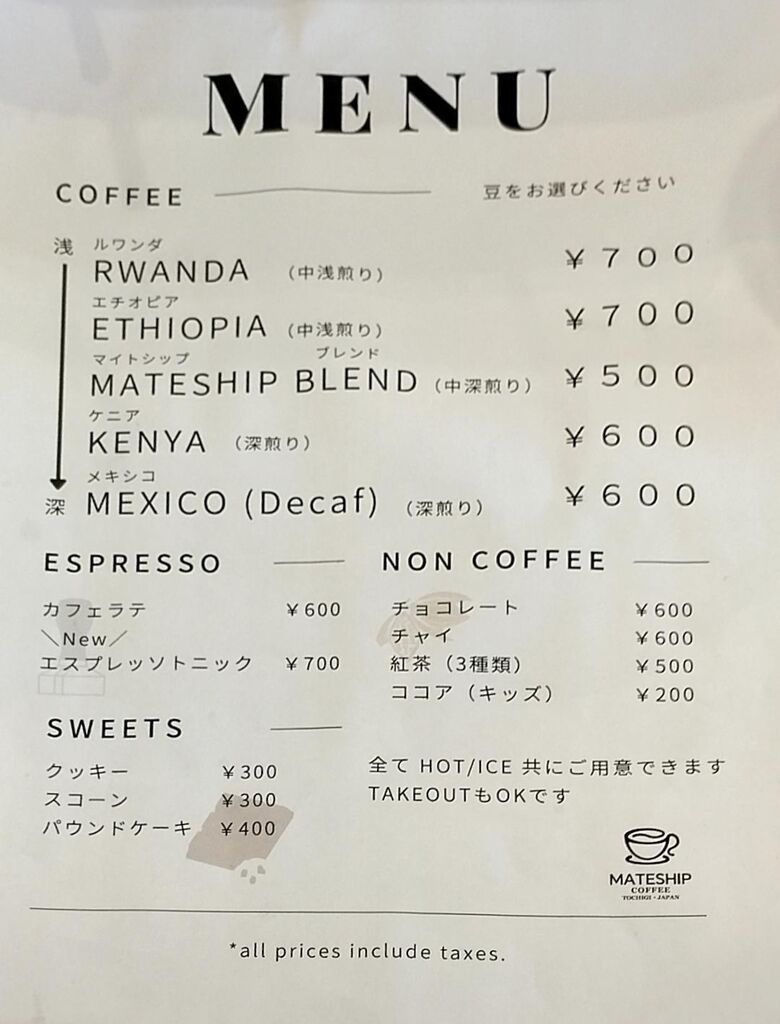 MENU
COFFEE 豆をお選びください
浅 ルワンダ
RWANDA (中浅煎り) ￥700
エチオピア
ETHIOPIA (中浅煎り) ￥700
マイトシップ ブレンド
MATESHIP BLEND (中深煎り) ￥500
ケニア
KENYA (深煎り) ￥600
メキシコ
深 MEXICO (Decaf) (深煎り) ￥600
ESPRESSO
カフェラテ ￥600
＼New／
エスプレッソトニック ￥700
NON COFFEE
チョコレート ￥600
チャイ ￥600
紅茶（3種類） ￥500
ココア（キッズ） ￥200
SWEETS
クッキー ￥300
スコーン ￥300
パウンドケーキ ￥400
全て HOT/ICE 共にご用意できます
TAKEOUTもOKです
MATESHIP
COFFEE
TOCHIGI・JAPAN
*all prices include taxes.